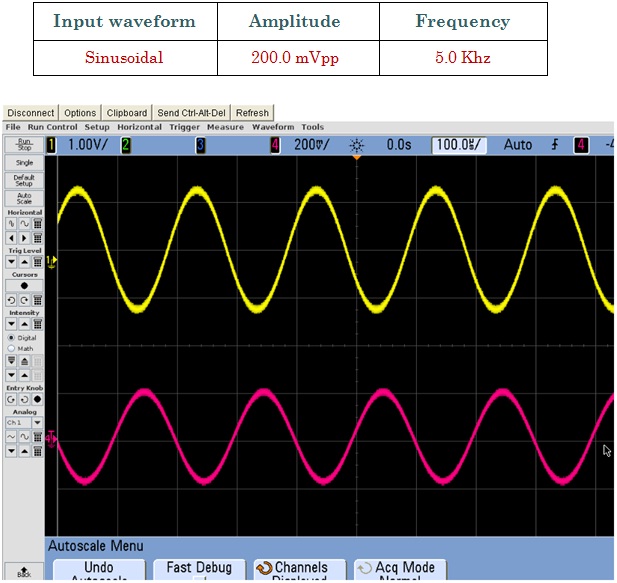 Input waveform Amplitude Frequency
Sinusoidal 200.0 mVpp 5.0 Khz
Disconnect Options Clipboard Send Ctrl-Alt-Del Refresh
File Run Control Setup Horizontal Trigger Measure Waveform Tools
Run
Stop
1 1.00V/ 2 3 4 200mV/ 0.0s 100.0µs/ Auto 4
Single
Default
Setup
Auto
Scale
Horizontal
Trig Level
Cursors
Intensity
Digital
Math
Entry Knob
Analog
Ch 1
Back
Autoscale Menu
Undo Fast Debug Channels Acq Mode
Autoscale Displayed Normal